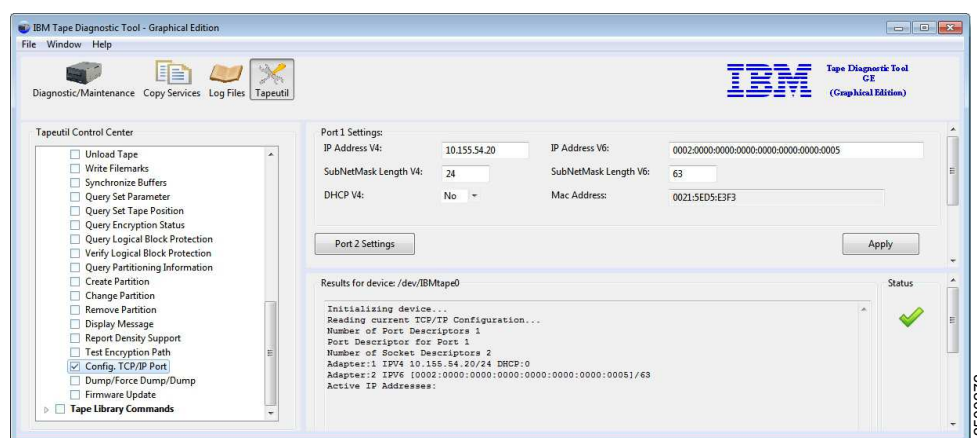 IBM Tape Diagnostic Tool - Graphical Edition
File Window Help
Diagnostic/Maintenance Copy Services Log Files Tapeutil
IBM
Tape Diagnostic Tool
GE
(Graphical Edition)
Tapeutil Control Center
Unload Tape
Write Filemarks
Synchronize Buffers
Query Set Parameter
Query Set Tape Position
Query Encryption Status
Query Logical Block Protection
Verify Logical Block Protection
Query Partitioning Information
Create Partition
Change Partition
Remove Partition
Display Message
Report Density Support
Test Encryption Path
Config. TCP/IP Port
Dump/Force Dump/Dump
Firmware Update
Tape Library Commands
Port 1 Settings:
IP Address V4: 10.155.54.20 IP Address V6: 0002:0000:0000:0000:0000:0000:0000:0005
SubNetMask Length V4: 24 SubNetMask Length V6: 63
DHCP V4: No Mac Address: 0021:5ED5:E3F3
Port 2 Settings Apply
Results for device: /dev/IBMtape0 Status
Initializing device...
Reading current TCP/TP Configuration...
Number of Port Descriptors 1
Port Descriptor for Port 1
Number of Socket Descriptors 2
Adapter:1 IPV4 10.155.54.20/24 DHCP:0
Adapter:2 IPV6 [0002:0000:0000:0000:0000:0000:0000:0005]/63
Active IP Addresses: